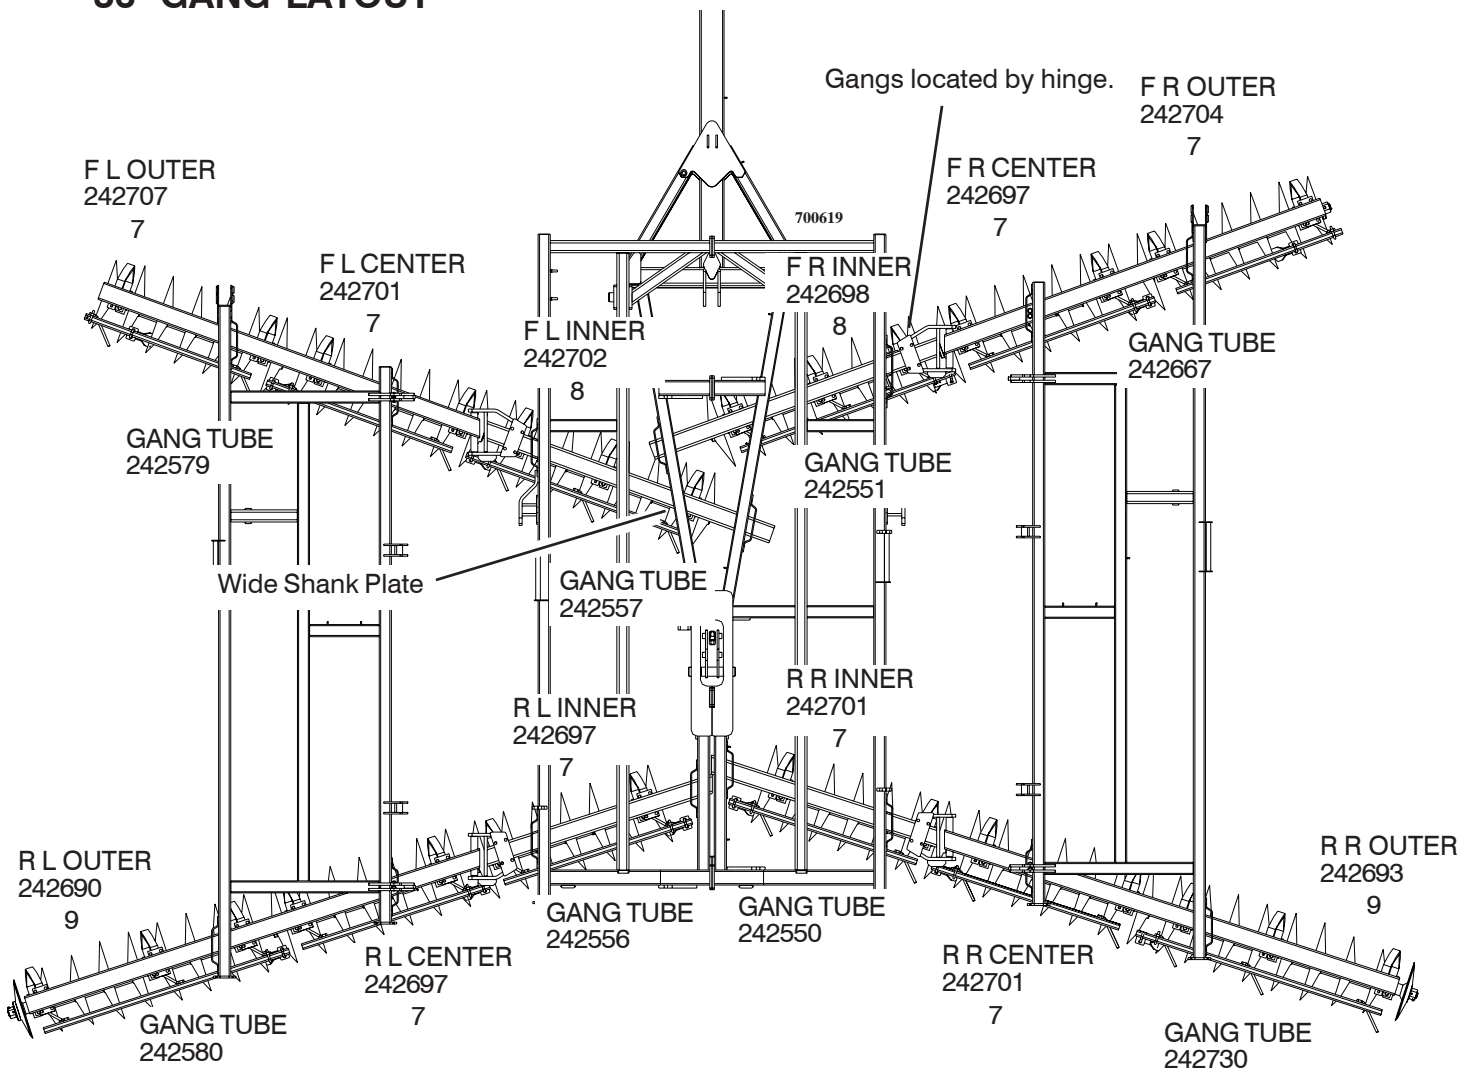 GANG LAYOUT
Gangs located by hinge.
F R OUTER
242704
7
F L OUTER
242707
7
F R CENTER
242697
7
700619
F L CENTER
242701
7
F R INNER
242698
8
F L INNER
242702
8
GANG TUBE
242667
GANG TUBE
242579
GANG TUBE
242551
Wide Shank Plate
GANG TUBE
242557
R R INNER
242701
7
R L INNER
242697
7
R L OUTER
242690
9
R R OUTER
242693
9
GANG TUBE
242556
GANG TUBE
242550
R L CENTER
242697
7
R R CENTER
242701
7
GANG TUBE
242580
GANG TUBE
242730